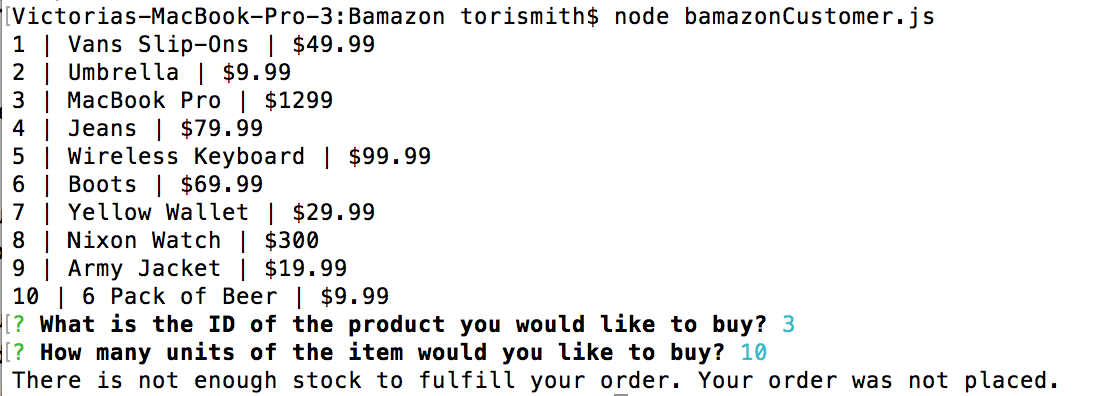 [Victorias-MacBook-Pro-3:Bamazon torismith$ node bamazonCustomer.js
1 | Vans Slip-Ons | $49.99
2 | Umbrella | $9.99
3 | MacBook Pro | $1299
4 | Jeans | $79.99
5 | Wireless Keyboard | $99.99
6 | Boots | $69.99
7 | Yellow Wallet | $29.99
8 | Nixon Watch | $300
9 | Army Jacket | $19.99
10 | 6 Pack of Beer | $9.99
[? What is the ID of the product you would like to buy? 3
[? How many units of the item would you like to buy? 10
There is not enough stock to fulfill your order. Your order was not placed.